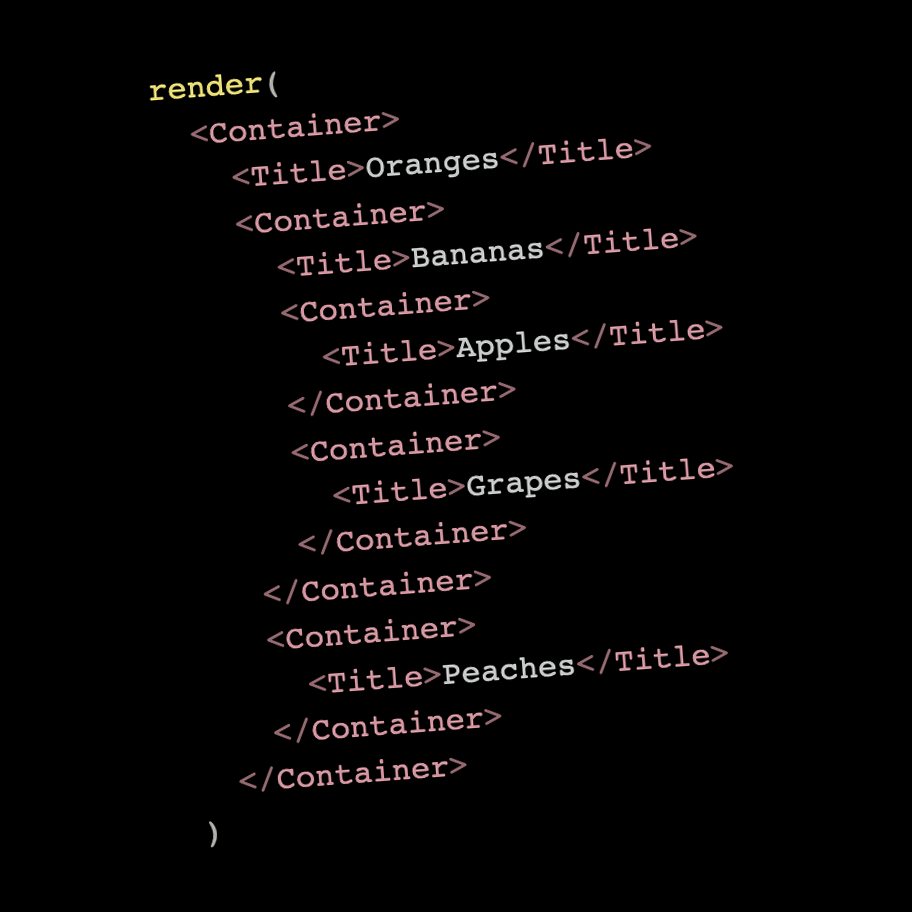 render(
<Container>
<Title>Oranges</Title>
<Container>
<Title>Bananas</Title>
<Container>
<Title>Apples</Title>
</Container>
<Container>
<Title>Grapes</Title>
</Container>
</Container>
<Container>
<Title>Peaches</Title>
</Container>
</Container>
)